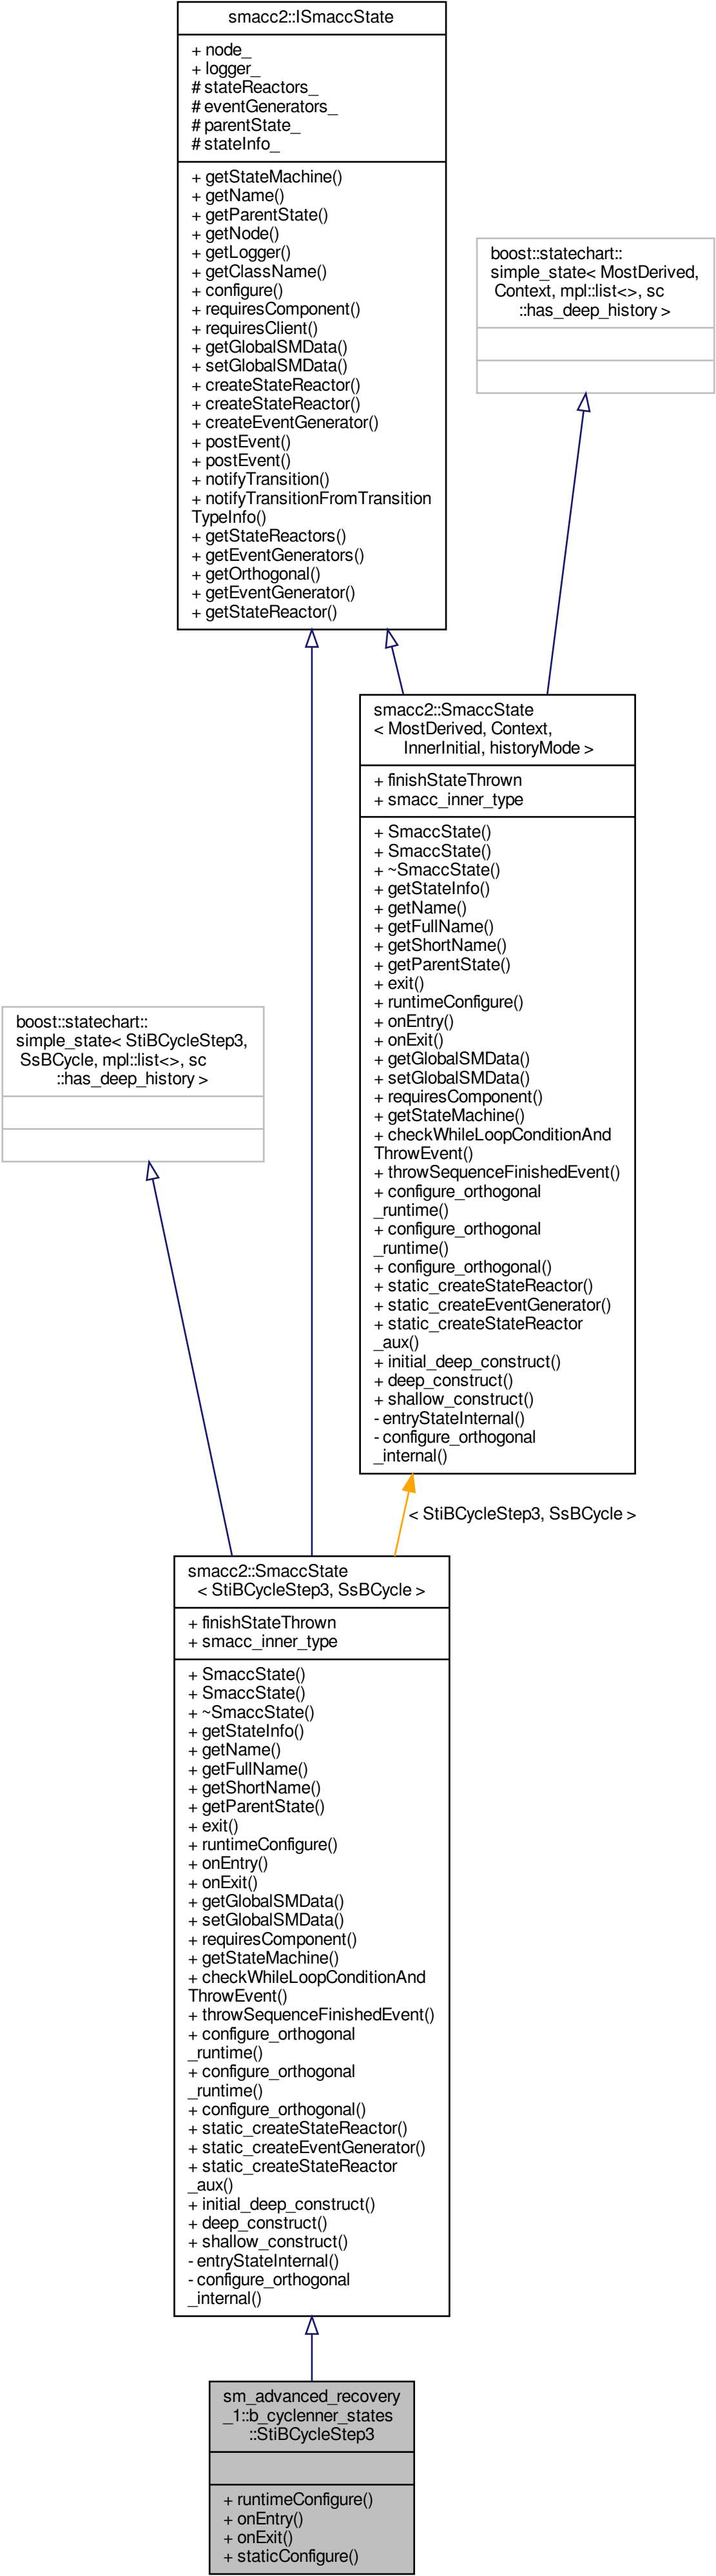 smacc2::ISmaccState
+ node_
+ logger_
# stateReactors_
# eventGenerators_
# parentState_
# stateInfo_
+ getStateMachine()
+ getName()
+ getParentState()
+ getNode()
+ getLogger()
+ getClassName()
+ configure()
+ requiresComponent()
+ requiresClient()
+ getGlobalSMData()
+ setGlobalSMData()
+ createStateReactor()
+ createStateReactor()
+ createEventGenerator()
+ postEvent()
+ postEvent()
+ notifyTransition()
+ notifyTransitionFromTransition
TypeInfo()
+ getStateReactors()
+ getEventGenerators()
+ getOrthogonal()
+ getEventGenerator()
+ getStateReactor()
boost::statechart::
simple_state< MostDerived,
Context, mpl::list<>, sc
::has_deep_history >
smacc2::SmaccState
< MostDerived, Context,
InnerInitial, historyMode >
+ finishStateThrown
+ smacc_inner_type
+ SmaccState()
+ SmaccState()
+ ~SmaccState()
+ getStateInfo()
+ getName()
+ getFullName()
+ getShortName()
+ getParentState()
+ exit()
+ runtimeConfigure()
+ onEntry()
+ onExit()
+ getGlobalSMData()
+ setGlobalSMData()
+ requiresComponent()
+ getStateMachine()
+ checkWhileLoopConditionAnd
ThrowEvent()
+ throwSequenceFinishedEvent()
+ configure_orthogonal
_runtime()
+ configure_orthogonal
_runtime()
+ configure_orthogonal()
+ static_createStateReactor()
+ static_createEventGenerator()
+ static_createStateReactor
_aux()
+ initial_deep_construct()
+ deep_construct()
+ shallow_construct()
- entryStateInternal()
- configure_orthogonal
_internal()
boost::statechart::
simple_state< StiBCycleStep3,
SsBCycle, mpl::list<>, sc
::has_deep_history >
< StiBCycleStep3, SsBCycle >
smacc2::SmaccState
< StiBCycleStep3, SsBCycle >
+ finishStateThrown
+ smacc_inner_type
+ SmaccState()
+ SmaccState()
+ ~SmaccState()
+ getStateInfo()
+ getName()
+ getFullName()
+ getShortName()
+ getParentState()
+ exit()
+ runtimeConfigure()
+ onEntry()
+ onExit()
+ getGlobalSMData()
+ setGlobalSMData()
+ requiresComponent()
+ getStateMachine()
+ checkWhileLoopConditionAnd
ThrowEvent()
+ throwSequenceFinishedEvent()
+ configure_orthogonal
_runtime()
+ configure_orthogonal
_runtime()
+ configure_orthogonal()
+ static_createStateReactor()
+ static_createEventGenerator()
+ static_createStateReactor
_aux()
+ initial_deep_construct()
+ deep_construct()
+ shallow_construct()
- entryStateInternal()
- configure_orthogonal
_internal()
sm_advanced_recovery
_1::b_cyclenner_states
::StiBCycleStep3
+ runtimeConfigure()
+ onEntry()
+ onExit()
+ staticConfigure()